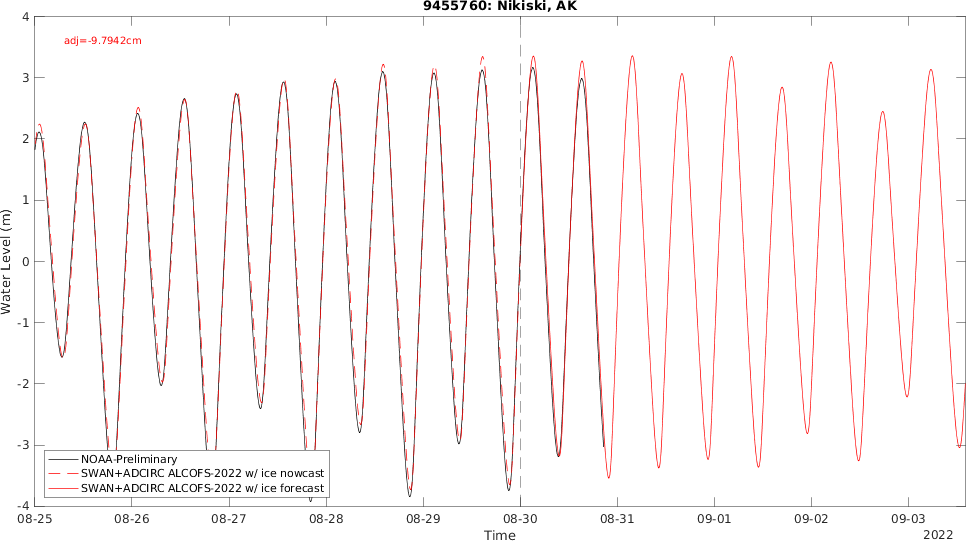 9455760: Nikiski, AK
adj=-9.7942cm
Water Level (m)
4
3
2
1
0
-1
-2
-3
-4
NOAA-Preliminary
SWAN+ADCIRC ALCOFS-2022 w/ ice nowcast
SWAN+ADCIRC ALCOFS-2022 w/ ice forecast
08-25 08-26 08-27 08-28 08-29 08-30 08-31 09-01 09-02 09-03
Time
2022